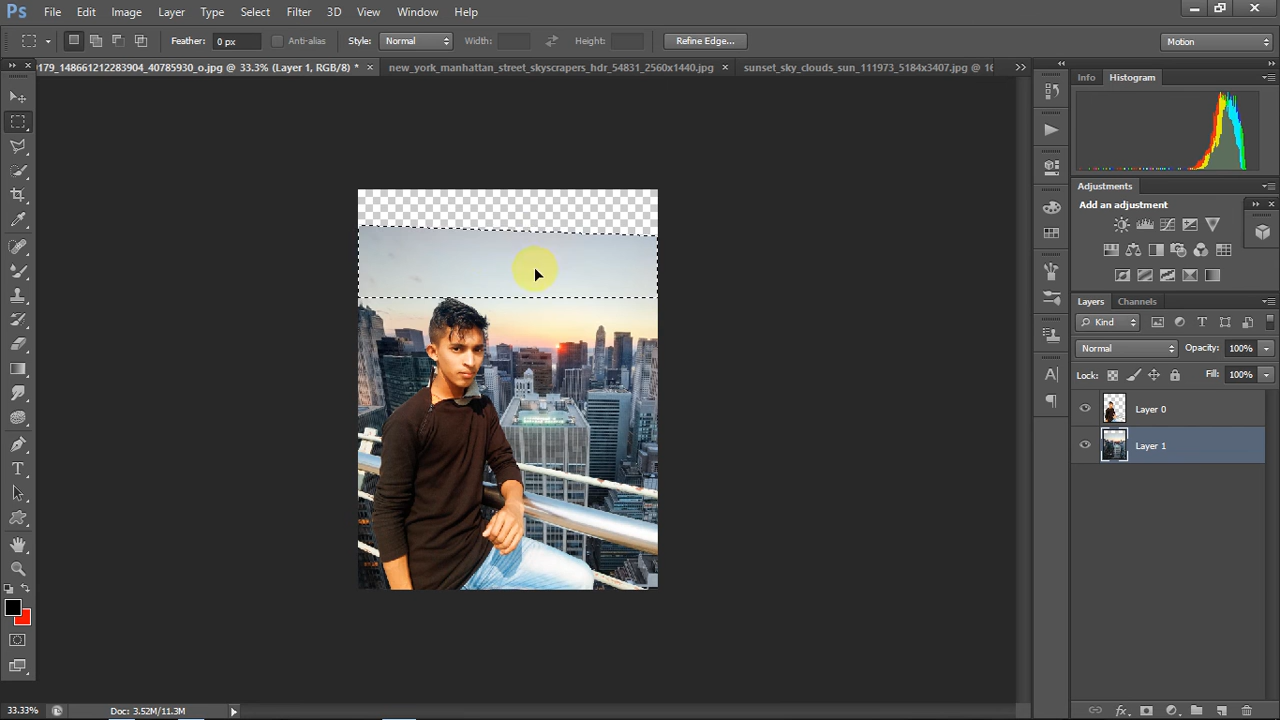 Ps File Edit Image Layer Type Select Filter 3D View Window Help
Feather: 0 px Anti-alias Style: Normal Width: Height: Refine Edge... Motion
179_148661212283904_40785930_o.jpg @ 33.3% (Layer 1, RGB/8) * × new_york_manhattan_street_skyscrapers_hdr_54831_2560x1440.jpg × sunset_sky_clouds_sun_111973_5184x3407.jpg @ 16
Info Histogram
Adjustments
Add an adjustment
Layers Channels
Kind
Normal Opacity: 100%
Lock: Fill: 100%
Layer 0
Layer 1
33.33% Doc: 3.52M/11.3M